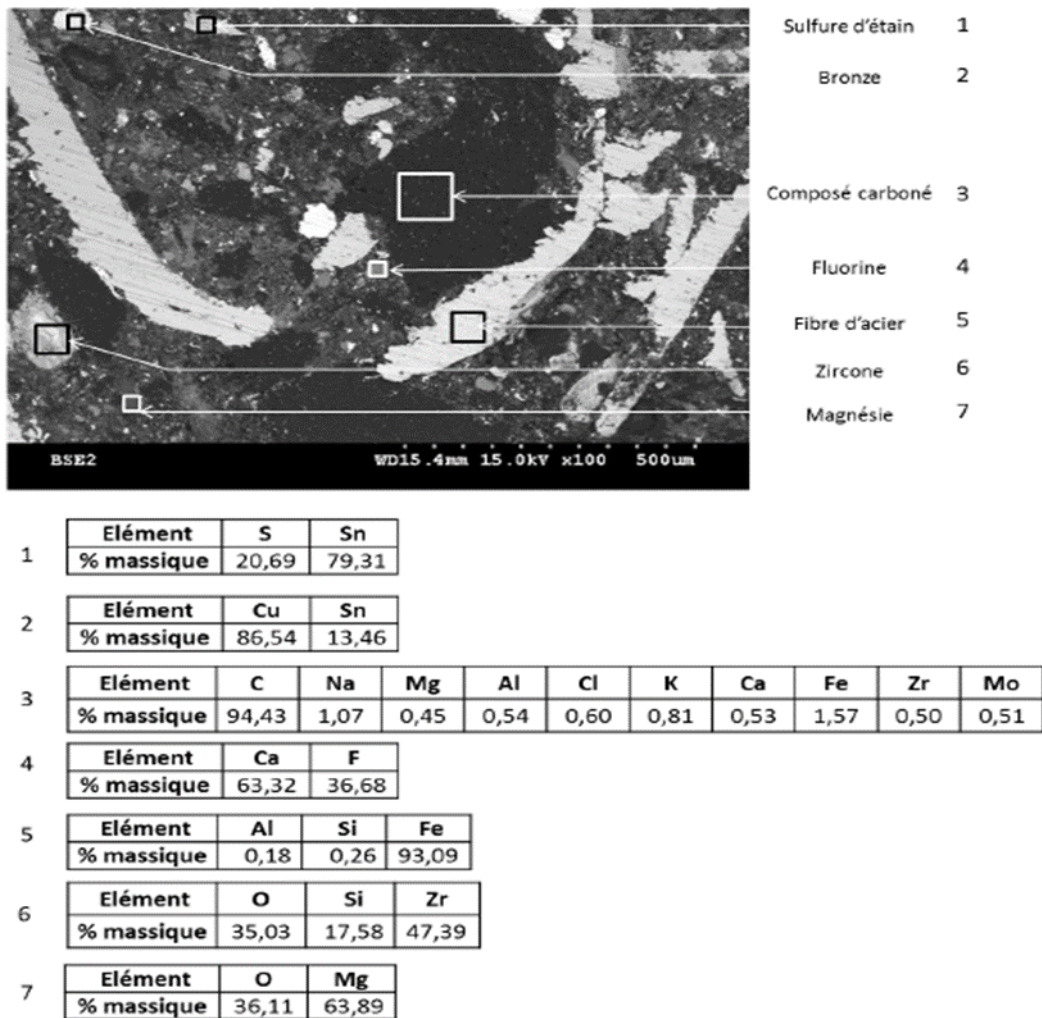 Sulfure d'étain 1
Bronze 2
Composé carboné 3
Fluorine 4
Fibre d'acier 5
Zircone 6
Magnésie 7
BSE2 WD15.4mm 15.0kV x100 500um
1
Elément S Sn
% massique 20,69 79,31
2
Elément Cu Sn
% massique 86,54 13,46
3
Elément C Na Mg Al Cl K Ca Fe Zr Mo
% massique 94,43 1,07 0,45 0,54 0,60 0,81 0,53 1,57 0,50 0,51
4
Elément Ca F
% massique 63,32 36,68
5
Elément Al Si Fe
% massique 0,18 0,26 93,09
6
Elément O Si Zr
% massique 35,03 17,58 47,39
7
Elément O Mg
% massique 36,11 63,89